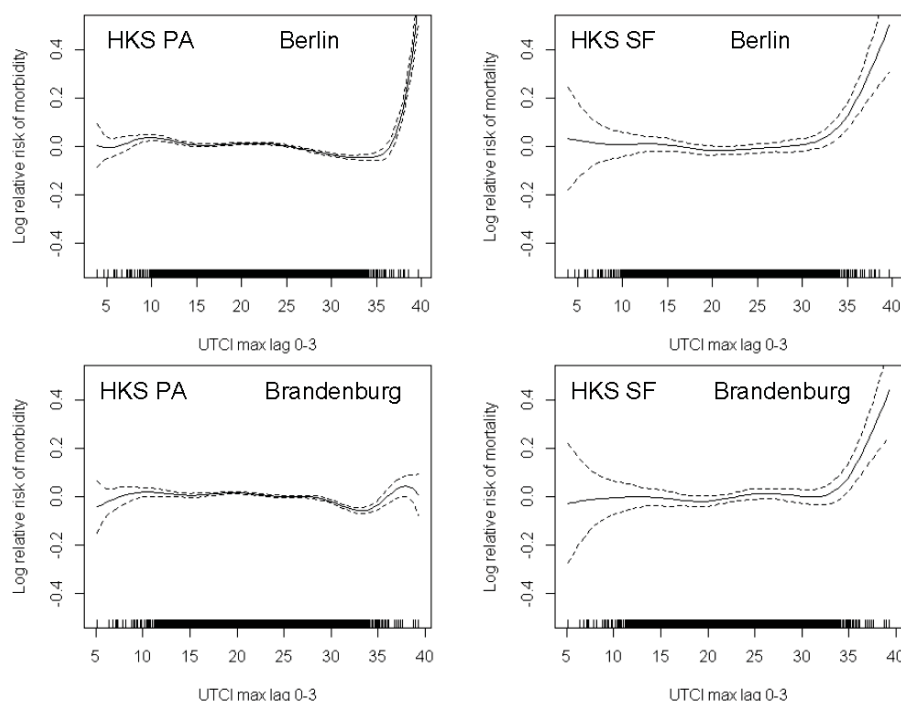 HKS PA Berlin
Log relative risk of morbidity
0.4
0.2
0.0
-0.2
-0.4
5 10 15 20 25 30 35 40
UTCI max lag 0-3
HKS SF Berlin
Log relative risk of mortality
0.4
0.2
0.0
-0.2
-0.4
5 10 15 20 25 30 35 40
UTCI max lag 0-3
HKS PA Brandenburg
Log relative risk of morbidity
0.4
0.2
0.0
-0.2
-0.4
5 10 15 20 25 30 35 40
UTCI max lag 0-3
HKS SF Brandenburg
Log relative risk of mortality
0.4
0.2
0.0
-0.2
-0.4
5 10 15 20 25 30 35 40
UTCI max lag 0-3